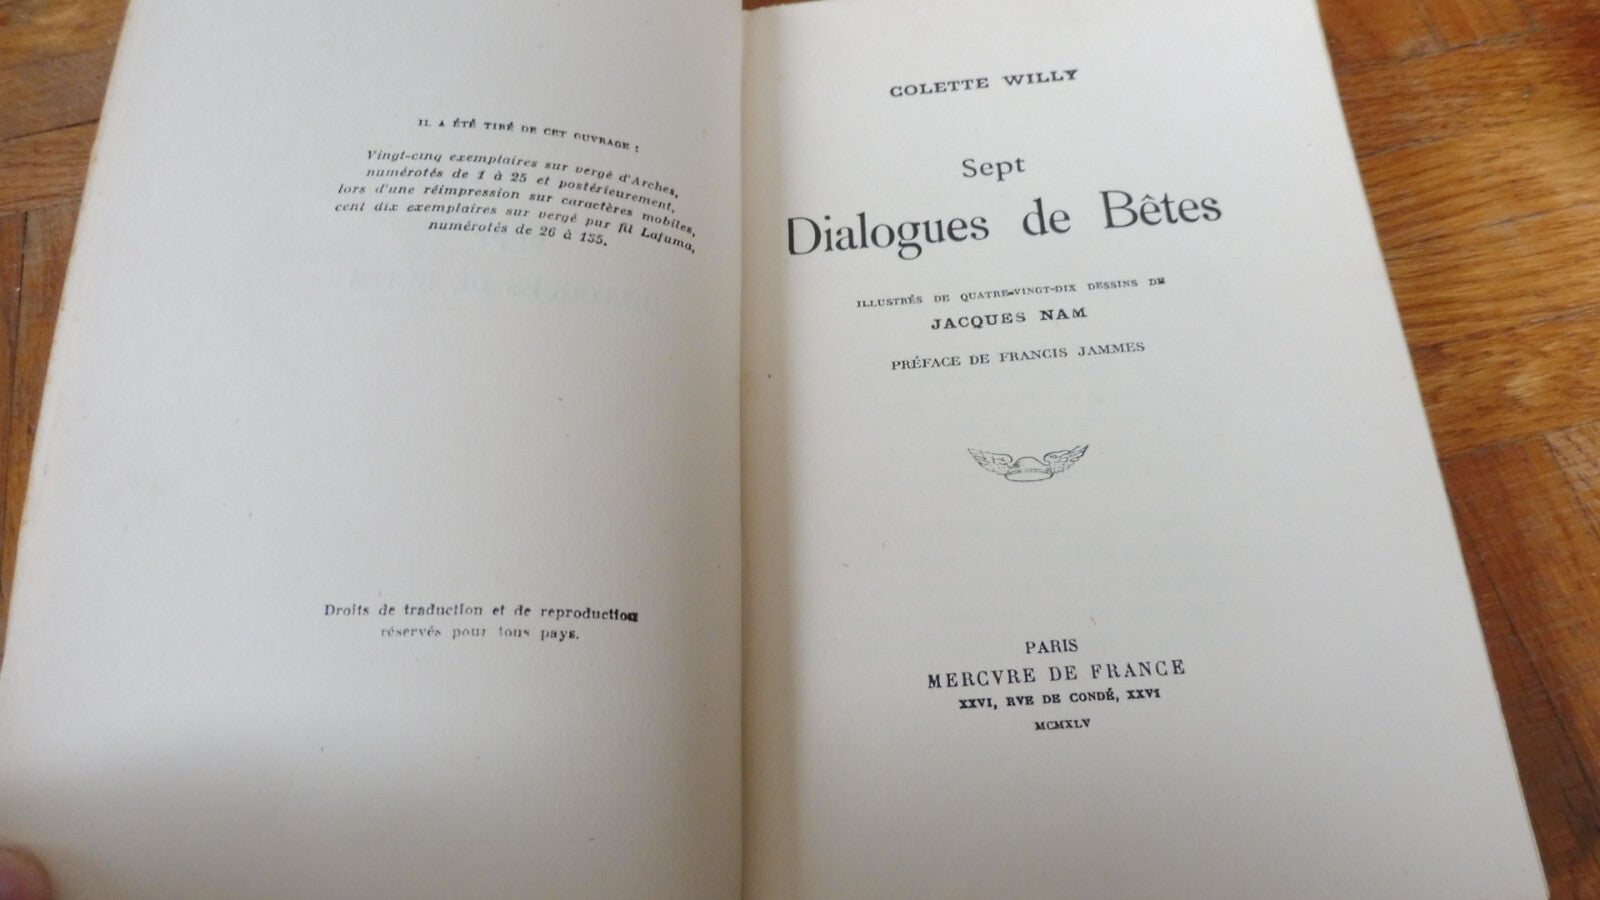 IL A ÉTÉ TIRÉ DE CET OUVRAGE :
Vingt-cinq exemplaires sur vergé d'Arches,
numérotés de 1 à 25 et postérieurement,
lors d'une réimpression sur caractères mobiles,
cent dix exemplaires sur vergé pur fil Lafuma,
numérotés de 26 à 135.
Droits de traduction et de reproduction
réservés pour tous pays.
COLETTE WILLY
Sept
Dialogues de Bêtes
ILLUSTRÉS DE QUATRE-VINGT-DIX DESSINS DE
JACQUES NAM
PRÉFACE DE FRANCIS JAMMES
PARIS
MERCVRE DE FRANCE
XXVI, RVE DE CONDÉ, XXVI
MCMXLV